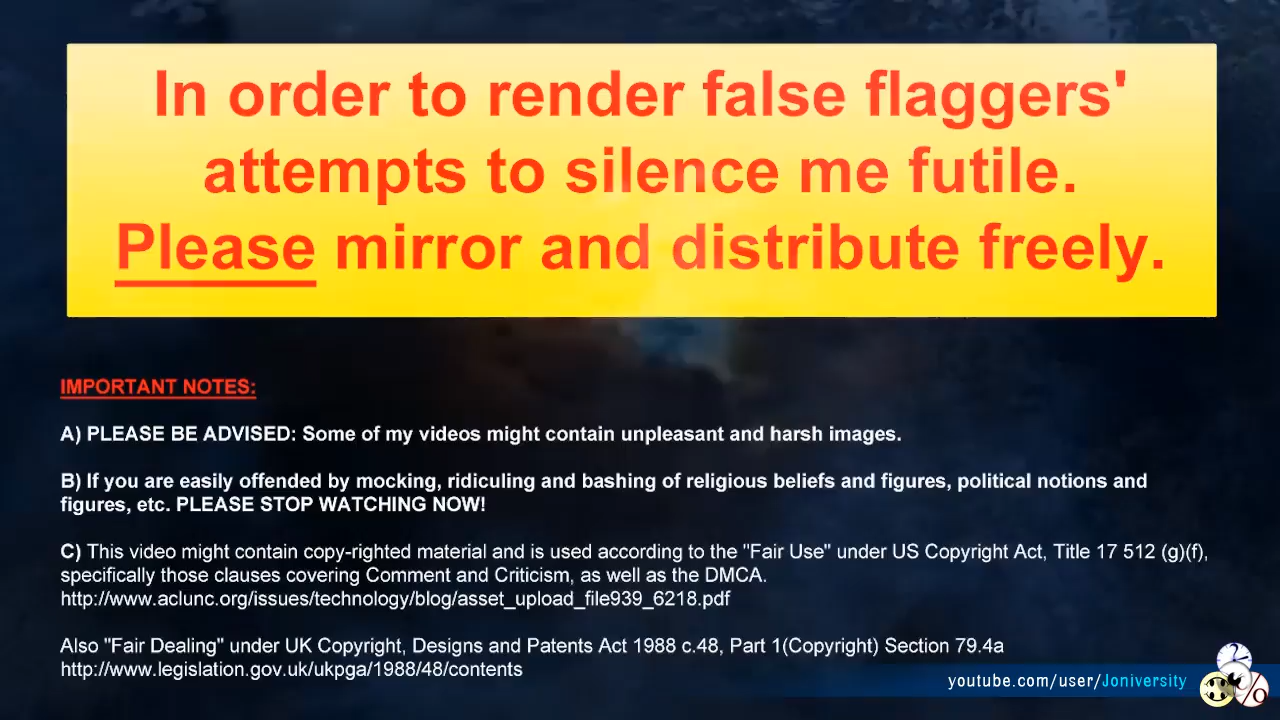 In order to render false flaggers'
attempts to silence me futile.
Please mirror and distribute freely.
IMPORTANT NOTES:
A) PLEASE BE ADVISED: Some of my videos might contain unpleasant and harsh images.
B) If you are easily offended by mocking, ridiculing and bashing of religious beliefs and figures, political notions and
figures, etc. PLEASE STOP WATCHING NOW!
C) This video might contain copy-righted material and is used according to the "Fair Use" under US Copyright Act, Title 17 512 (g)(f),
specifically those clauses covering Comment and Criticism, as well as the DMCA.
http://www.aclunc.org/issues/technology/blog/asset_upload_file939_6218.pdf
Also "Fair Dealing" under UK Copyright, Designs and Patents Act 1988 c.48, Part 1(Copyright) Section 79.4a
http://www.legislation.gov.uk/ukpga/1988/48/contents
youtube.com/user/Joniversity